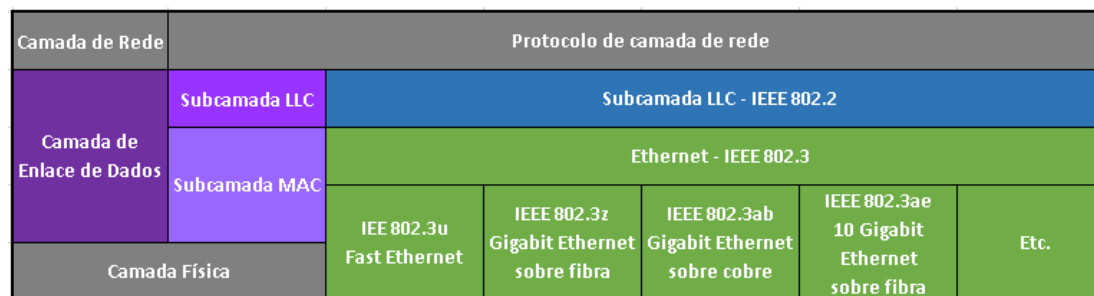 Camada de Rede
Protocolo de camada de rede
Camada de
Enlace de Dados
Subcamada LLC
Subcamada LLC - IEEE 802.2
Subcamada MAC
Ethernet - IEEE 802.3
IEE 802.3u
Fast Ethernet
IEEE 802.3z
Gigabit Ethernet
sobre fibra
IEEE 802.3ab
Gigabit Ethernet
sobre cobre
IEEE 802.3ae
10 Gigabit
Ethernet
sobre fibra
Etc.
Camada Física